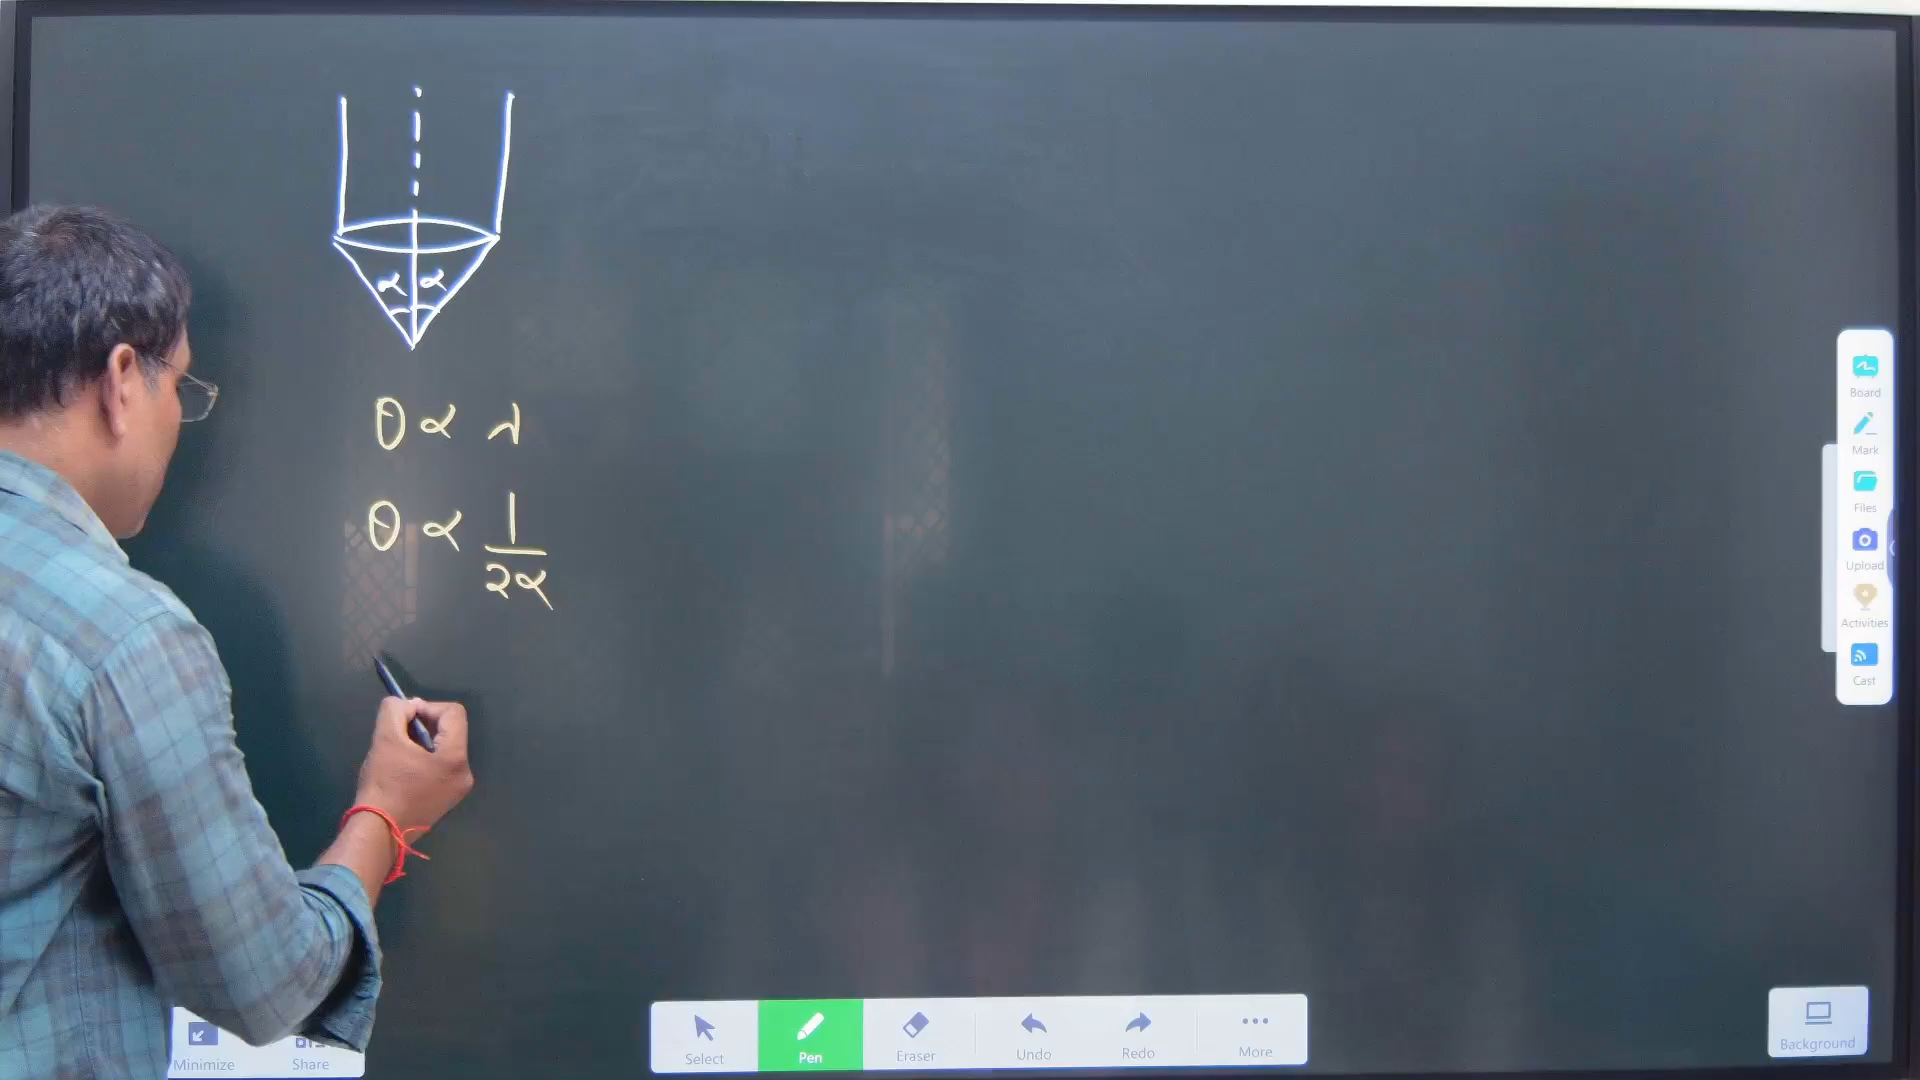 α α
θ ∝ λ
θ ∝ 1/2α
Board
Mark
Files
Upload
Activities
Cast
Minimize
Share
Select
Pen
Eraser
Undo
Redo
More
Background